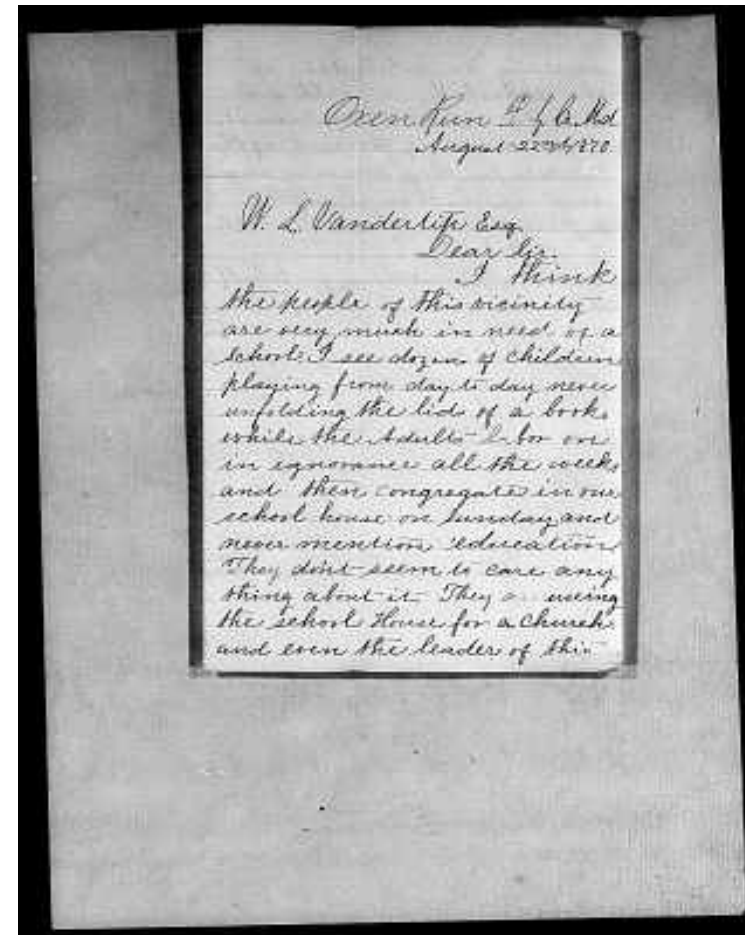 Oxen Run P G Co. Md
August 22nd 1870
W. L. Vanderlip Esq.
Dear Sir.
I think
the people of this vicinity
are very much in need of a
school. I see dozens of children
playing from day to day never
unfolding the lids of a book
while the Adults labor on
in ignorance all the week
and then congregate in our
school house on Sunday and
never mention education
They don't seem to care any
thing about it They are using
the school House for a Church
and even the leader of this